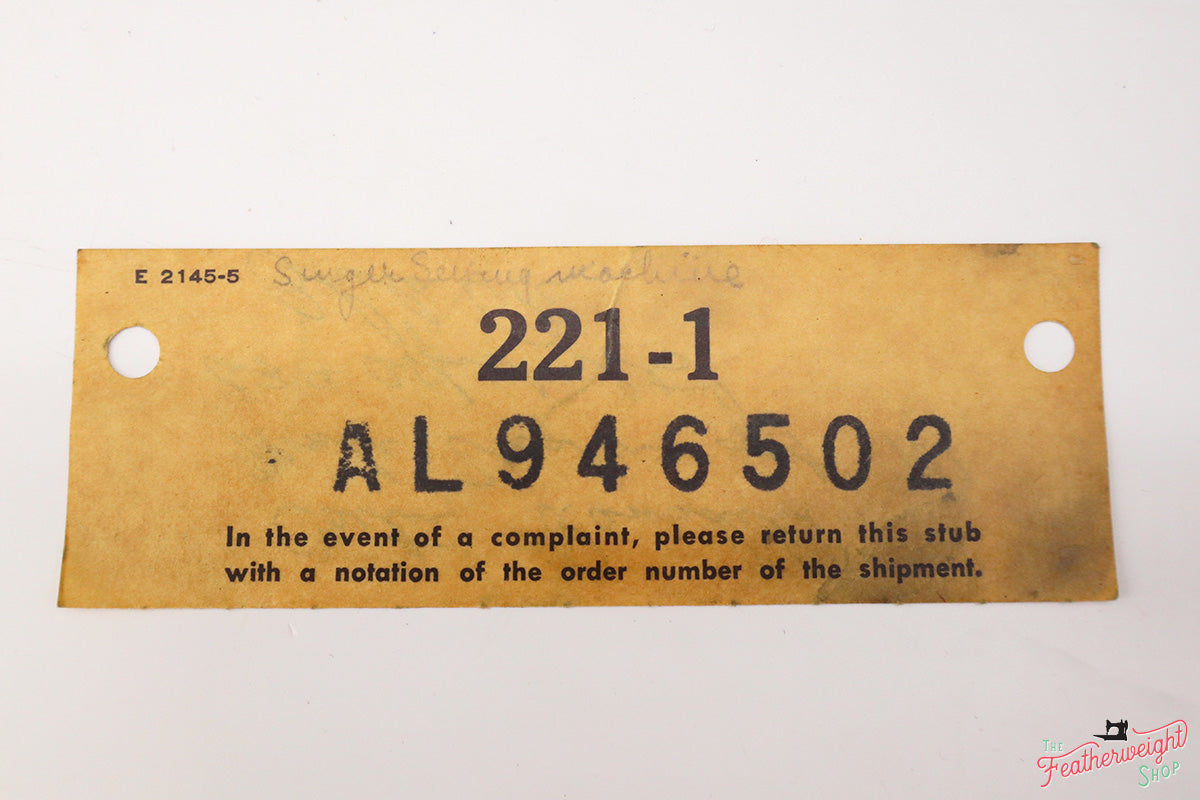 E 2145-5
Singer Sewing machine
221-1
AL946502
In the event of a complaint, please return this stub
with a notation of the order number of the shipment.
THE
Featherweight
SHOP